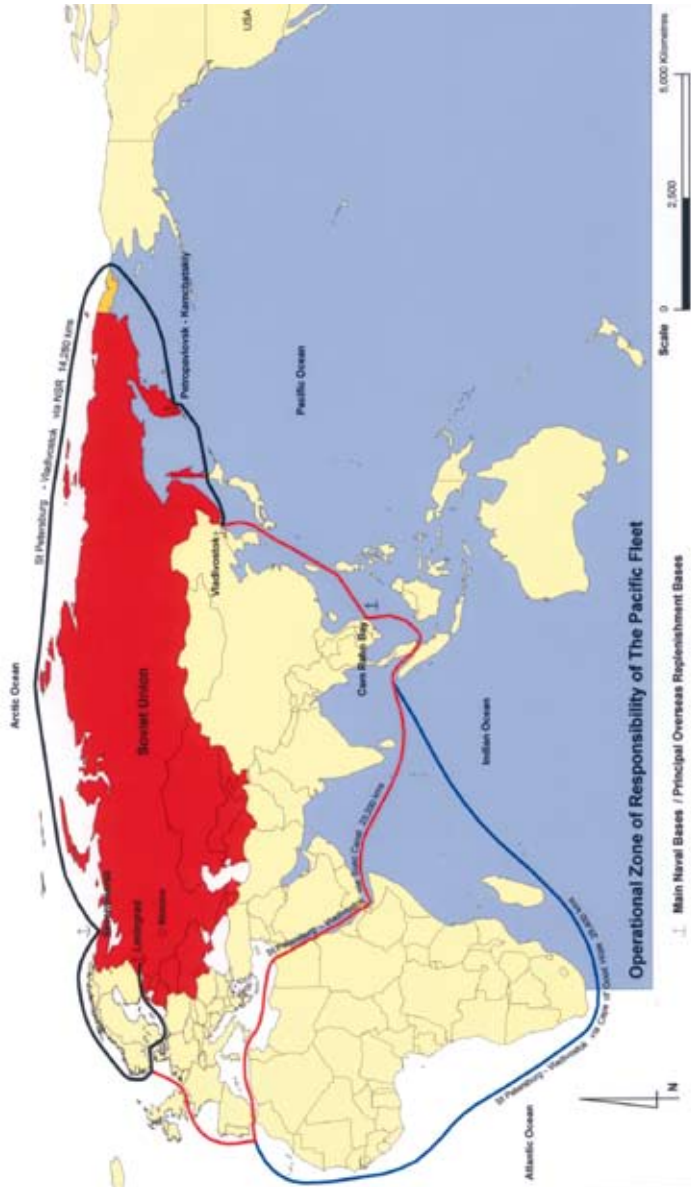 Arctic Ocean
St Petersburg - Vladivostok via NSR 14,280 kms
USA
Soviet Union
Leningrad
Moscow
Petropavlovsk - Kamchatskiy
Vladivostok
Pacific Ocean
Cam Rahn Bay
St Petersburg - Vladivostok via Suez Canal 23,200 kms
Indian Ocean
St Petersburg - Vladivostok via Cape of Good Hope
Atlantic Ocean
Operational Zone of Responsibility of The Pacific Fleet
N
Main Naval Bases / Principal Overseas Replenishment Bases
Scale
0 2,500 5,000 Kilometres